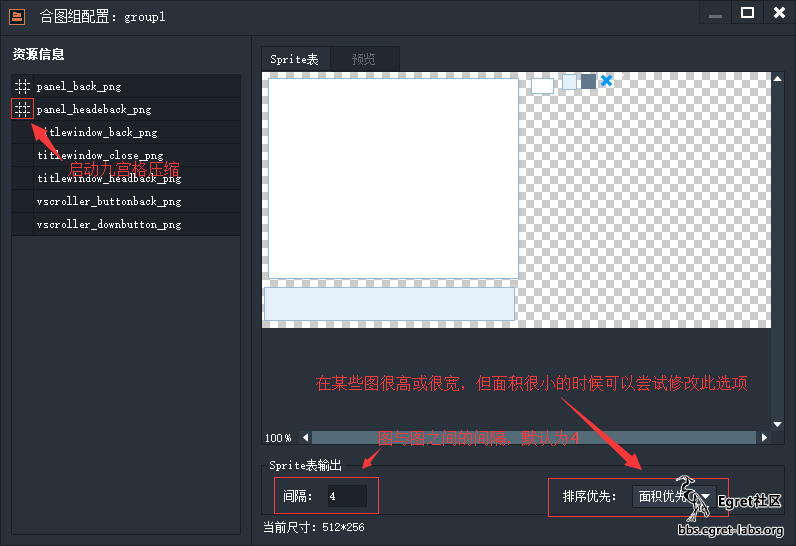 合图组配置：group1
资源信息
panel_back_png
panel_headeback_png
titlewindow_back_png
titlewindow_close_png
启动九宫格压缩
titlewindow_headback_png
vscroller_buttonback_png
vscroller_downbutton_png
Sprite表
预览
在某些图很高或很宽，但面积很小的时候可以尝试修改此选项
100%
图与图之间的间隔，默认为4
Sprite表输出
间隔：
4
排序优先：
面积优先
当前尺寸：512*256
Egret社区
bbs.egret-labs.org